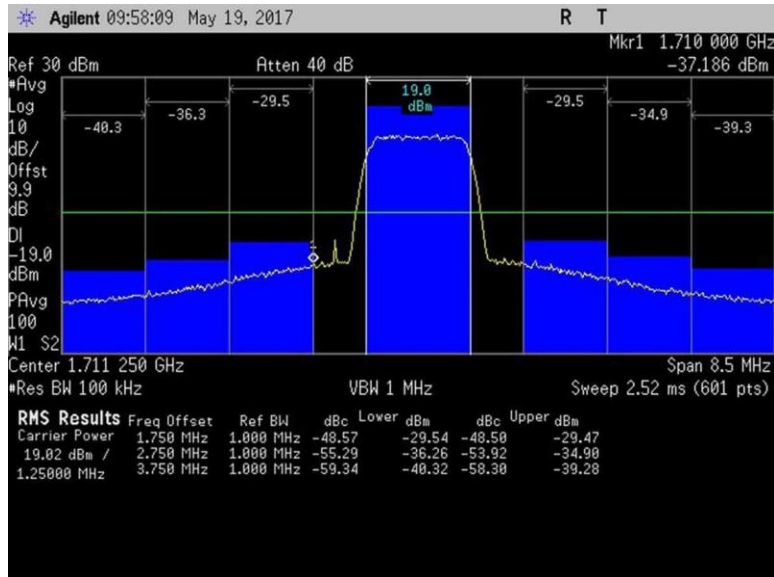 Agilent 09:58:09 May 19, 2017 R T
Mkr1 1.710 000 GHz
Ref 30 dBm Atten 40 dB -37.186 dBm
#Avg
Log
10
dB/
Offst
9.9
dB
DI
-19.0
dBm
PAvg
100
W1 S2
-40.3 -36.3 -29.5 19.0 dBm -29.5 -34.9 -39.3
1
Center 1.711 250 GHz Span 8.5 MHz
#Res BW 100 kHz VBW 1 MHz Sweep 2.52 ms (601 pts)
RMS Results Freq Offset Ref BW dBc Lower dBm dBc Upper dBm
Carrier Power 1.750 MHz 1.000 MHz -48.57 -29.54 -48.50 -29.47
19.02 dBm / 2.750 MHz 1.000 MHz -55.29 -36.26 -53.92 -34.90
1.25000 MHz 3.750 MHz 1.000 MHz -59.34 -40.32 -58.30 -39.28